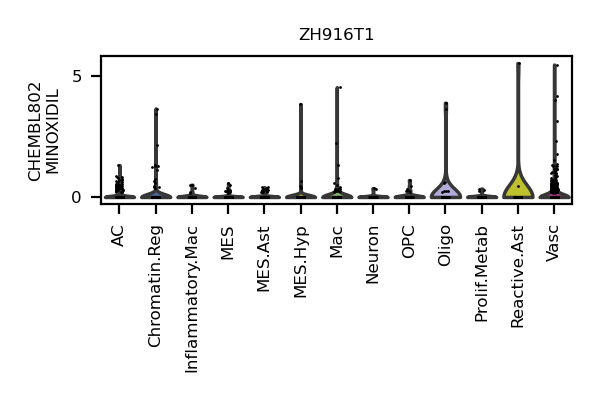 ZH916T1
CHEMBL802
MINOXIDIL
5
0
AC
Chromatin.Reg
Inflammatory.Mac
MES
MES.Ast
MES.Hyp
Mac
Neuron
OPC
Oligo
Prolif.Metab
Reactive.Ast
Vasc